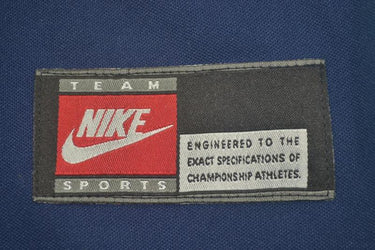 TEAM
NIKE
SPORTS
ENGINEERED TO THE
EXACT SPECIFICATIONS OF
CHAMPIONSHIP ATHLETES.